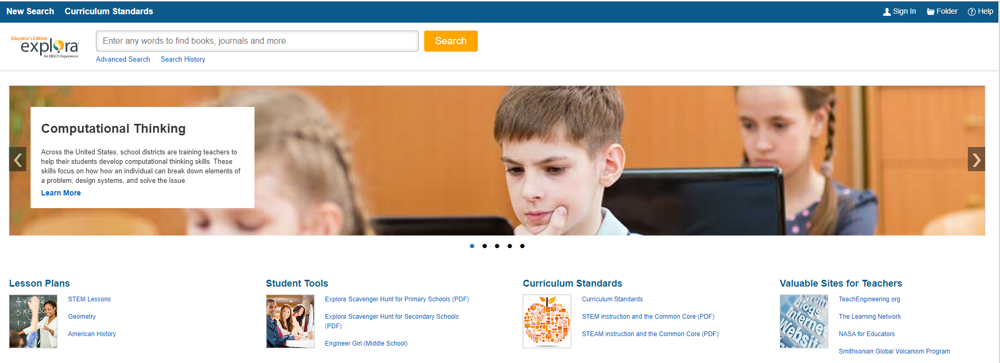 New Search Curriculum Standards
Sign In Folder ? Help
Educator's Edition
explora
An EBSCO Experience
Enter any words to find books, journals and more
Search
Advanced Search Search History
Computational Thinking
Across the United States, school districts are training teachers to
help their students develop computational thinking skills. These
skills focus on how how an individual can break down elements of
a problem, design systems, and solve the issue.
Learn More
Lesson Plans
STEM Lessons
Geometry
American History
Student Tools
Explora Scavenger Hunt for Primary Schools (PDF)
Explora Scavenger Hunt for Secondary Schools
(PDF)
Engineer Girl (Middle School)
Curriculum Standards
Curriculum Standards
STEM instruction and the Common Core (PDF)
STEAM instruction and the Common Core (PDF)
Valuable Sites for Teachers
blogs
Internet
Website
TeachEngineering.org
The Learning Network
NASA for Educators
Smithsonian Global Volcanism Program